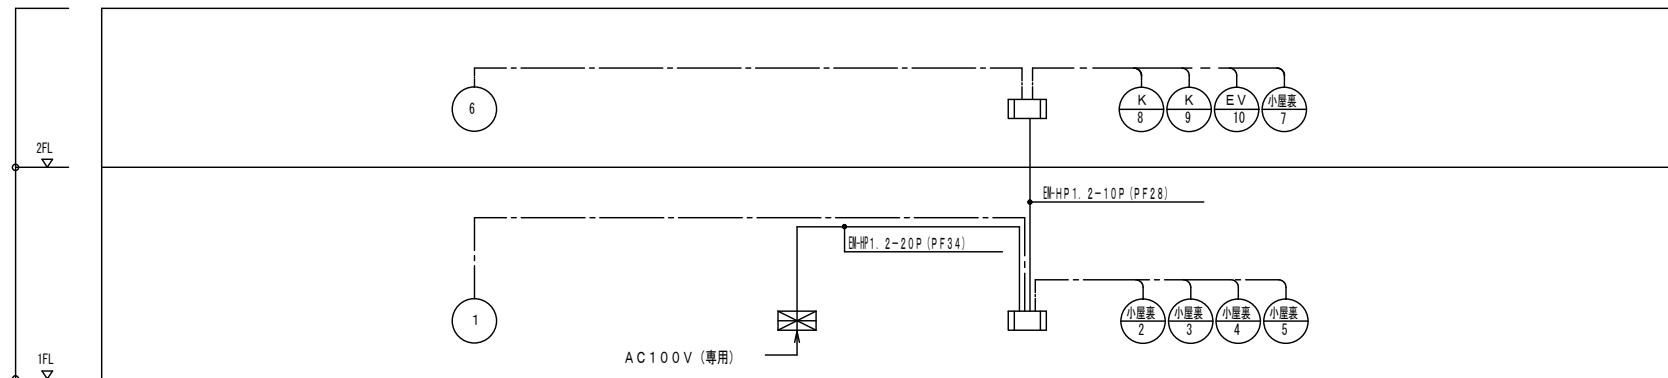 6
K
8
K
9
EV
10
小屋裏
7
2FL
EM-HP1.2-10P(PF28)
EM-HP1.2-20P(PF34)
1
小屋裏
2
小屋裏
3
小屋裏
4
小屋裏
5
AC100V(専用)
1FL